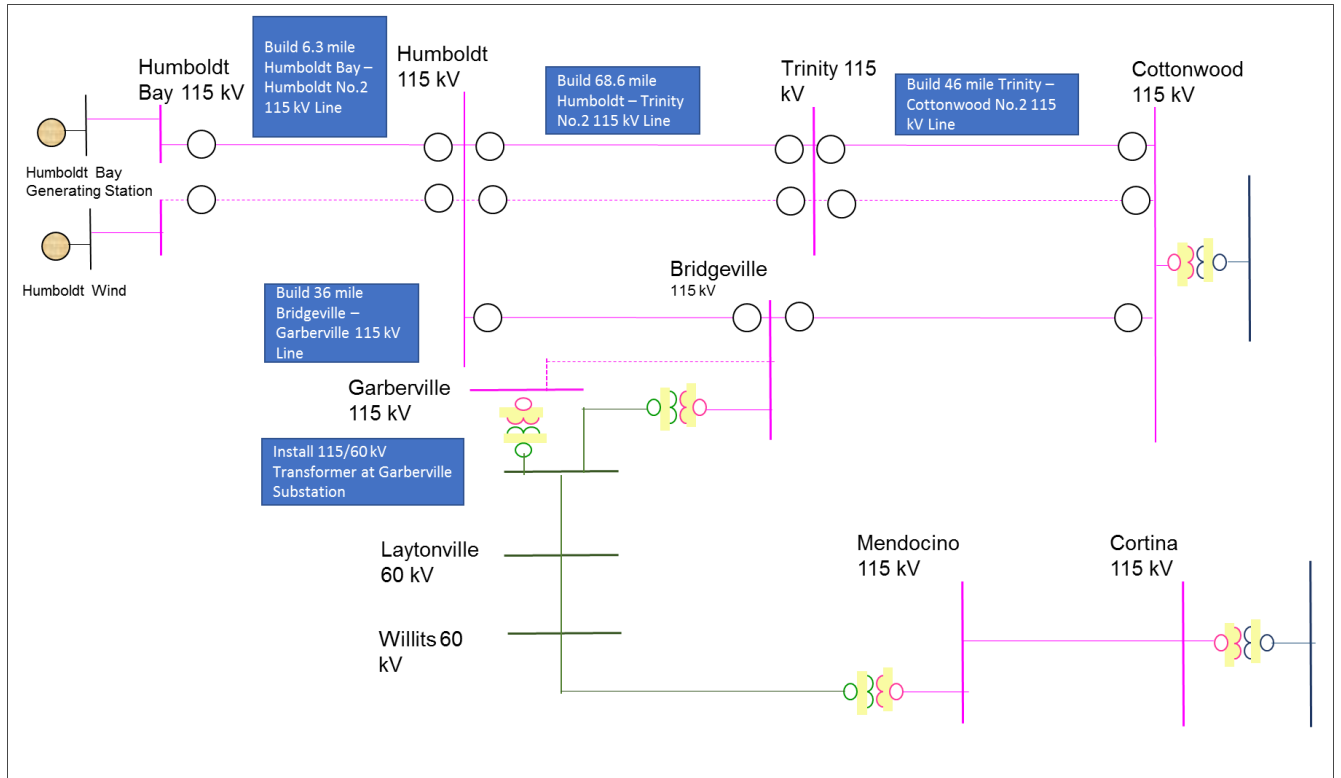 Humboldt
Bay 115 kV
Build 6.3 mile
Humboldt Bay –
Humboldt No.2
115 kV Line
Humboldt
115 kV
Build 68.6 mile
Humboldt – Trinity
No.2 115 kV Line
Trinity 115
kV
Build 46 mile Trinity –
Cottonwood No.2 115
kV Line
Cottonwood
115 kV
Humboldt Bay
Generating Station
Humboldt Wind
Build 36 mile
Bridgeville –
Garberville 115 kV
Line
Bridgeville
115 kV
Garberville
115 kV
Install 115/60 kV
Transformer at Garberville
Substation
Laytonville
60 kV
Willits 60
kV
Mendocino
115 kV
Cortina
115 kV